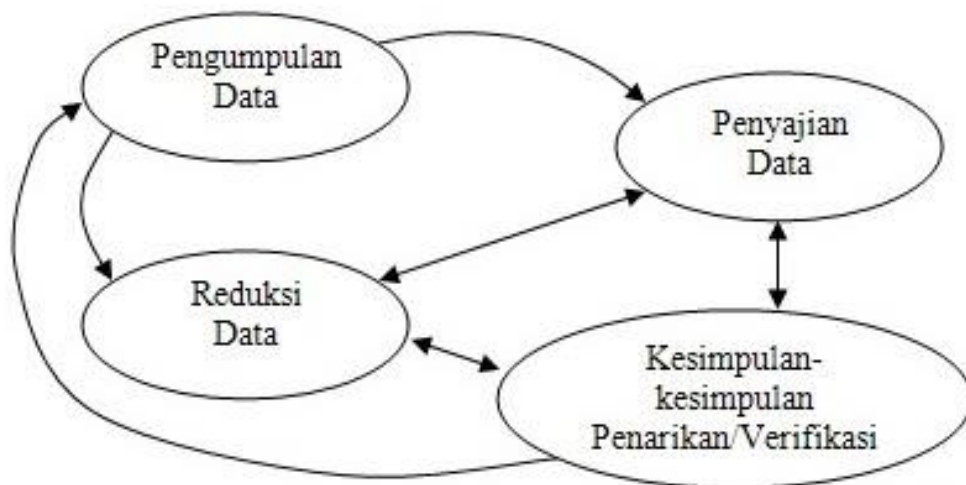 Pengumpulan
Data
Penyajian
Data
Reduksi
Data
Kesimpulan-
kesimpulan
Penarikan/Verifikasi